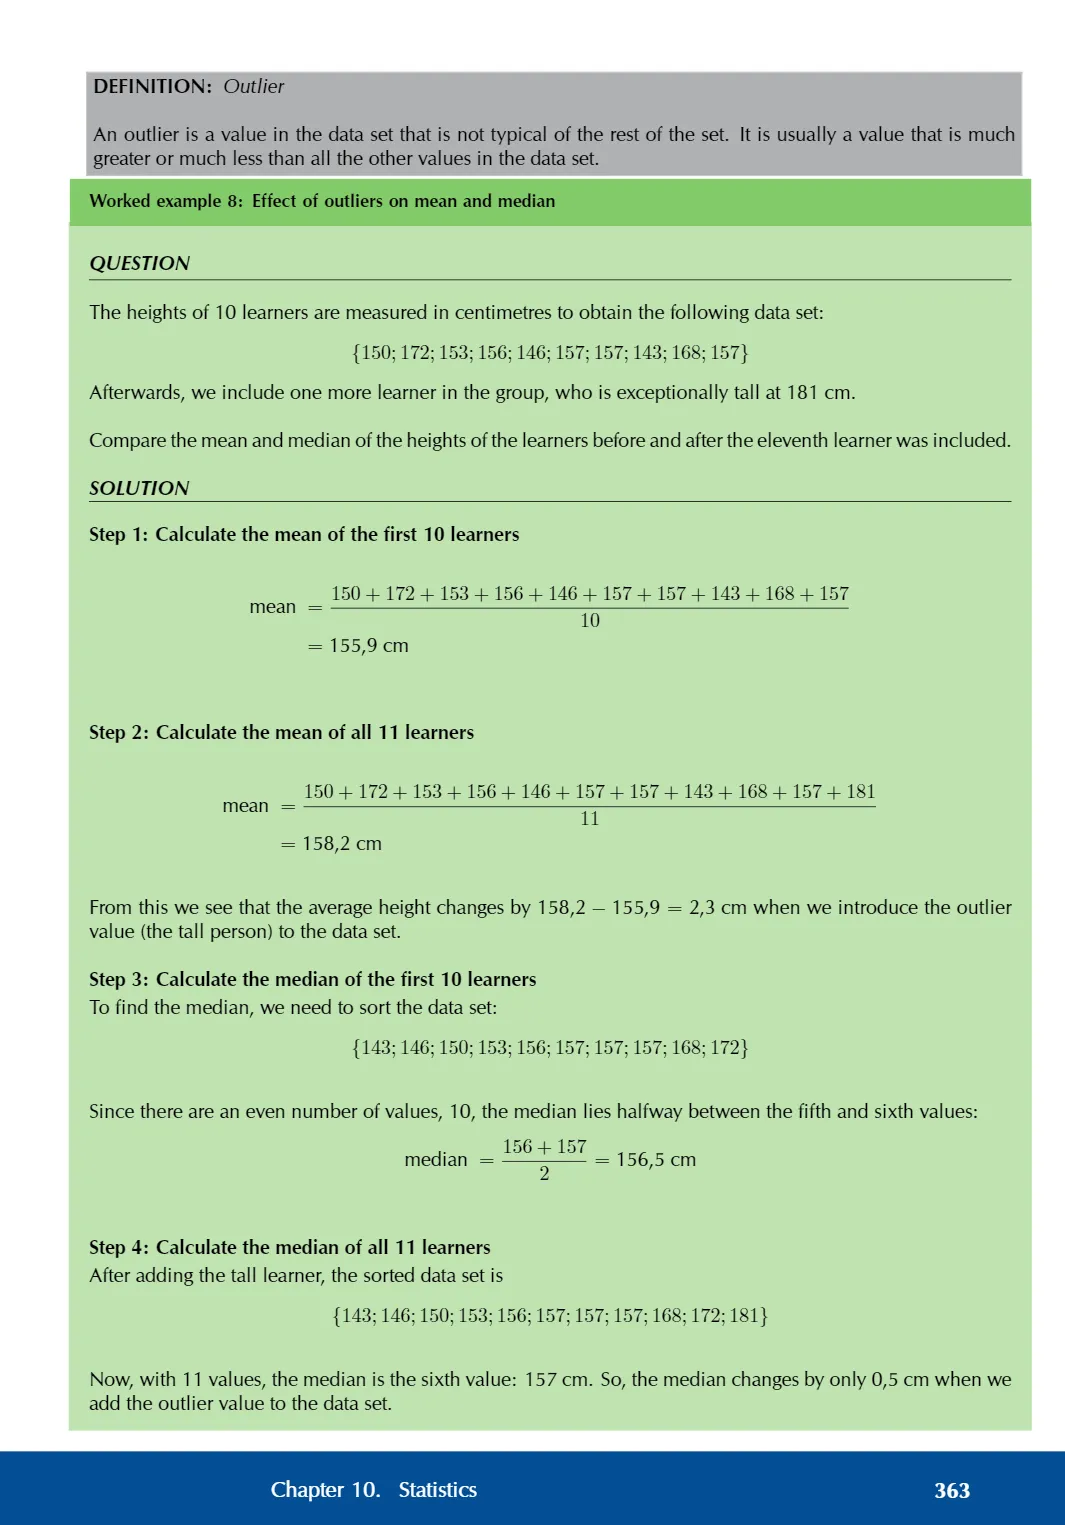 DEFINITION: Outlier
An outlier is a value in the data set that is not typical of the rest of the set. It is usually a value that is much
greater or much less than all the other values in the data set.
Worked example 8: Effect of outliers on mean and median
QUESTION
The heights of 10 learners are measured in centimetres to obtain the following data set:
{150; 172; 153; 156; 146; 157; 157; 143; 168; 157}
Afterwards, we include one more learner in the group, who is exceptionally tall at 181 cm.
Compare the mean and median of the heights of the learners before and after the eleventh learner was included.
SOLUTION
Step 1: Calculate the mean of the first 10 learners
150 + 172 + 153 + 156 + 146 + 157 + 157 + 143 + 168 + 157
mean =
10
= 155,9 cm
Step 2: Calculate the mean of all 11 learners
150 + 172 + 153 + 156 + 146 + 157 + 157 + 143 + 168 + 157 + 181
mean =
11
= 158,2 cm
From this we see that the average height changes by 158,2 − 155,9 = 2,3 cm when we introduce the outlier
value (the tall person) to the data set.
Step 3: Calculate the median of the first 10 learners
To find the median, we need to sort the data set:
{143; 146; 150; 153; 156; 157; 157; 157; 168; 172}
Since there are an even number of values, 10, the median lies halfway between the fifth and sixth values:
156 + 157
median = = 156,5 cm
2
Step 4: Calculate the median of all 11 learners
After adding the tall learner, the sorted data set is
{143; 146; 150; 153; 156; 157; 157; 157; 168; 172; 181}
Now, with 11 values, the median is the sixth value: 157 cm. So, the median changes by only 0,5 cm when we
add the outlier value to the data set.
Chapter 10. Statistics 363